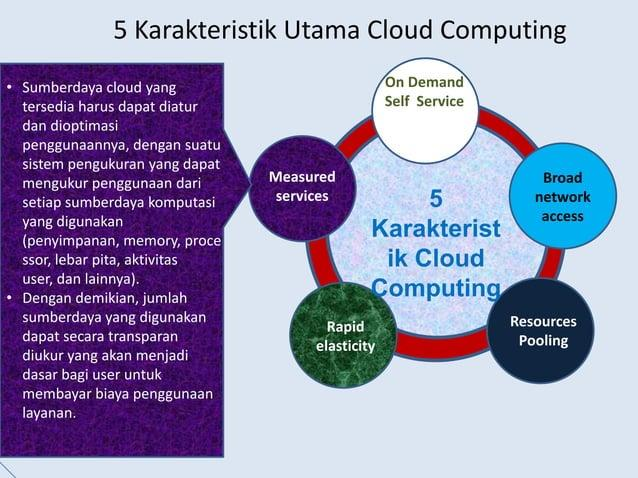 5 Karakteristik Utama Cloud Computing
• Sumberdaya cloud yang
tersedia harus dapat diatur
dan dioptimasi
penggunaannya, dengan suatu
sistem pengukuran yang dapat
mengukur penggunaan dari
setiap sumberdaya komputasi
yang digunakan
(penyimpanan, memory, proce
ssor, lebar pita, aktivitas
user, dan lainnya).
• Dengan demikian, jumlah
sumberdaya yang digunakan
dapat secara transparan
diukur yang akan menjadi
dasar bagi user untuk
membayar biaya penggunaan
layanan.
On Demand
Self Service
Measured
services
Broad
network
access
5
Karakterist
ik Cloud
Computing
Rapid
elasticity
Resources
Pooling